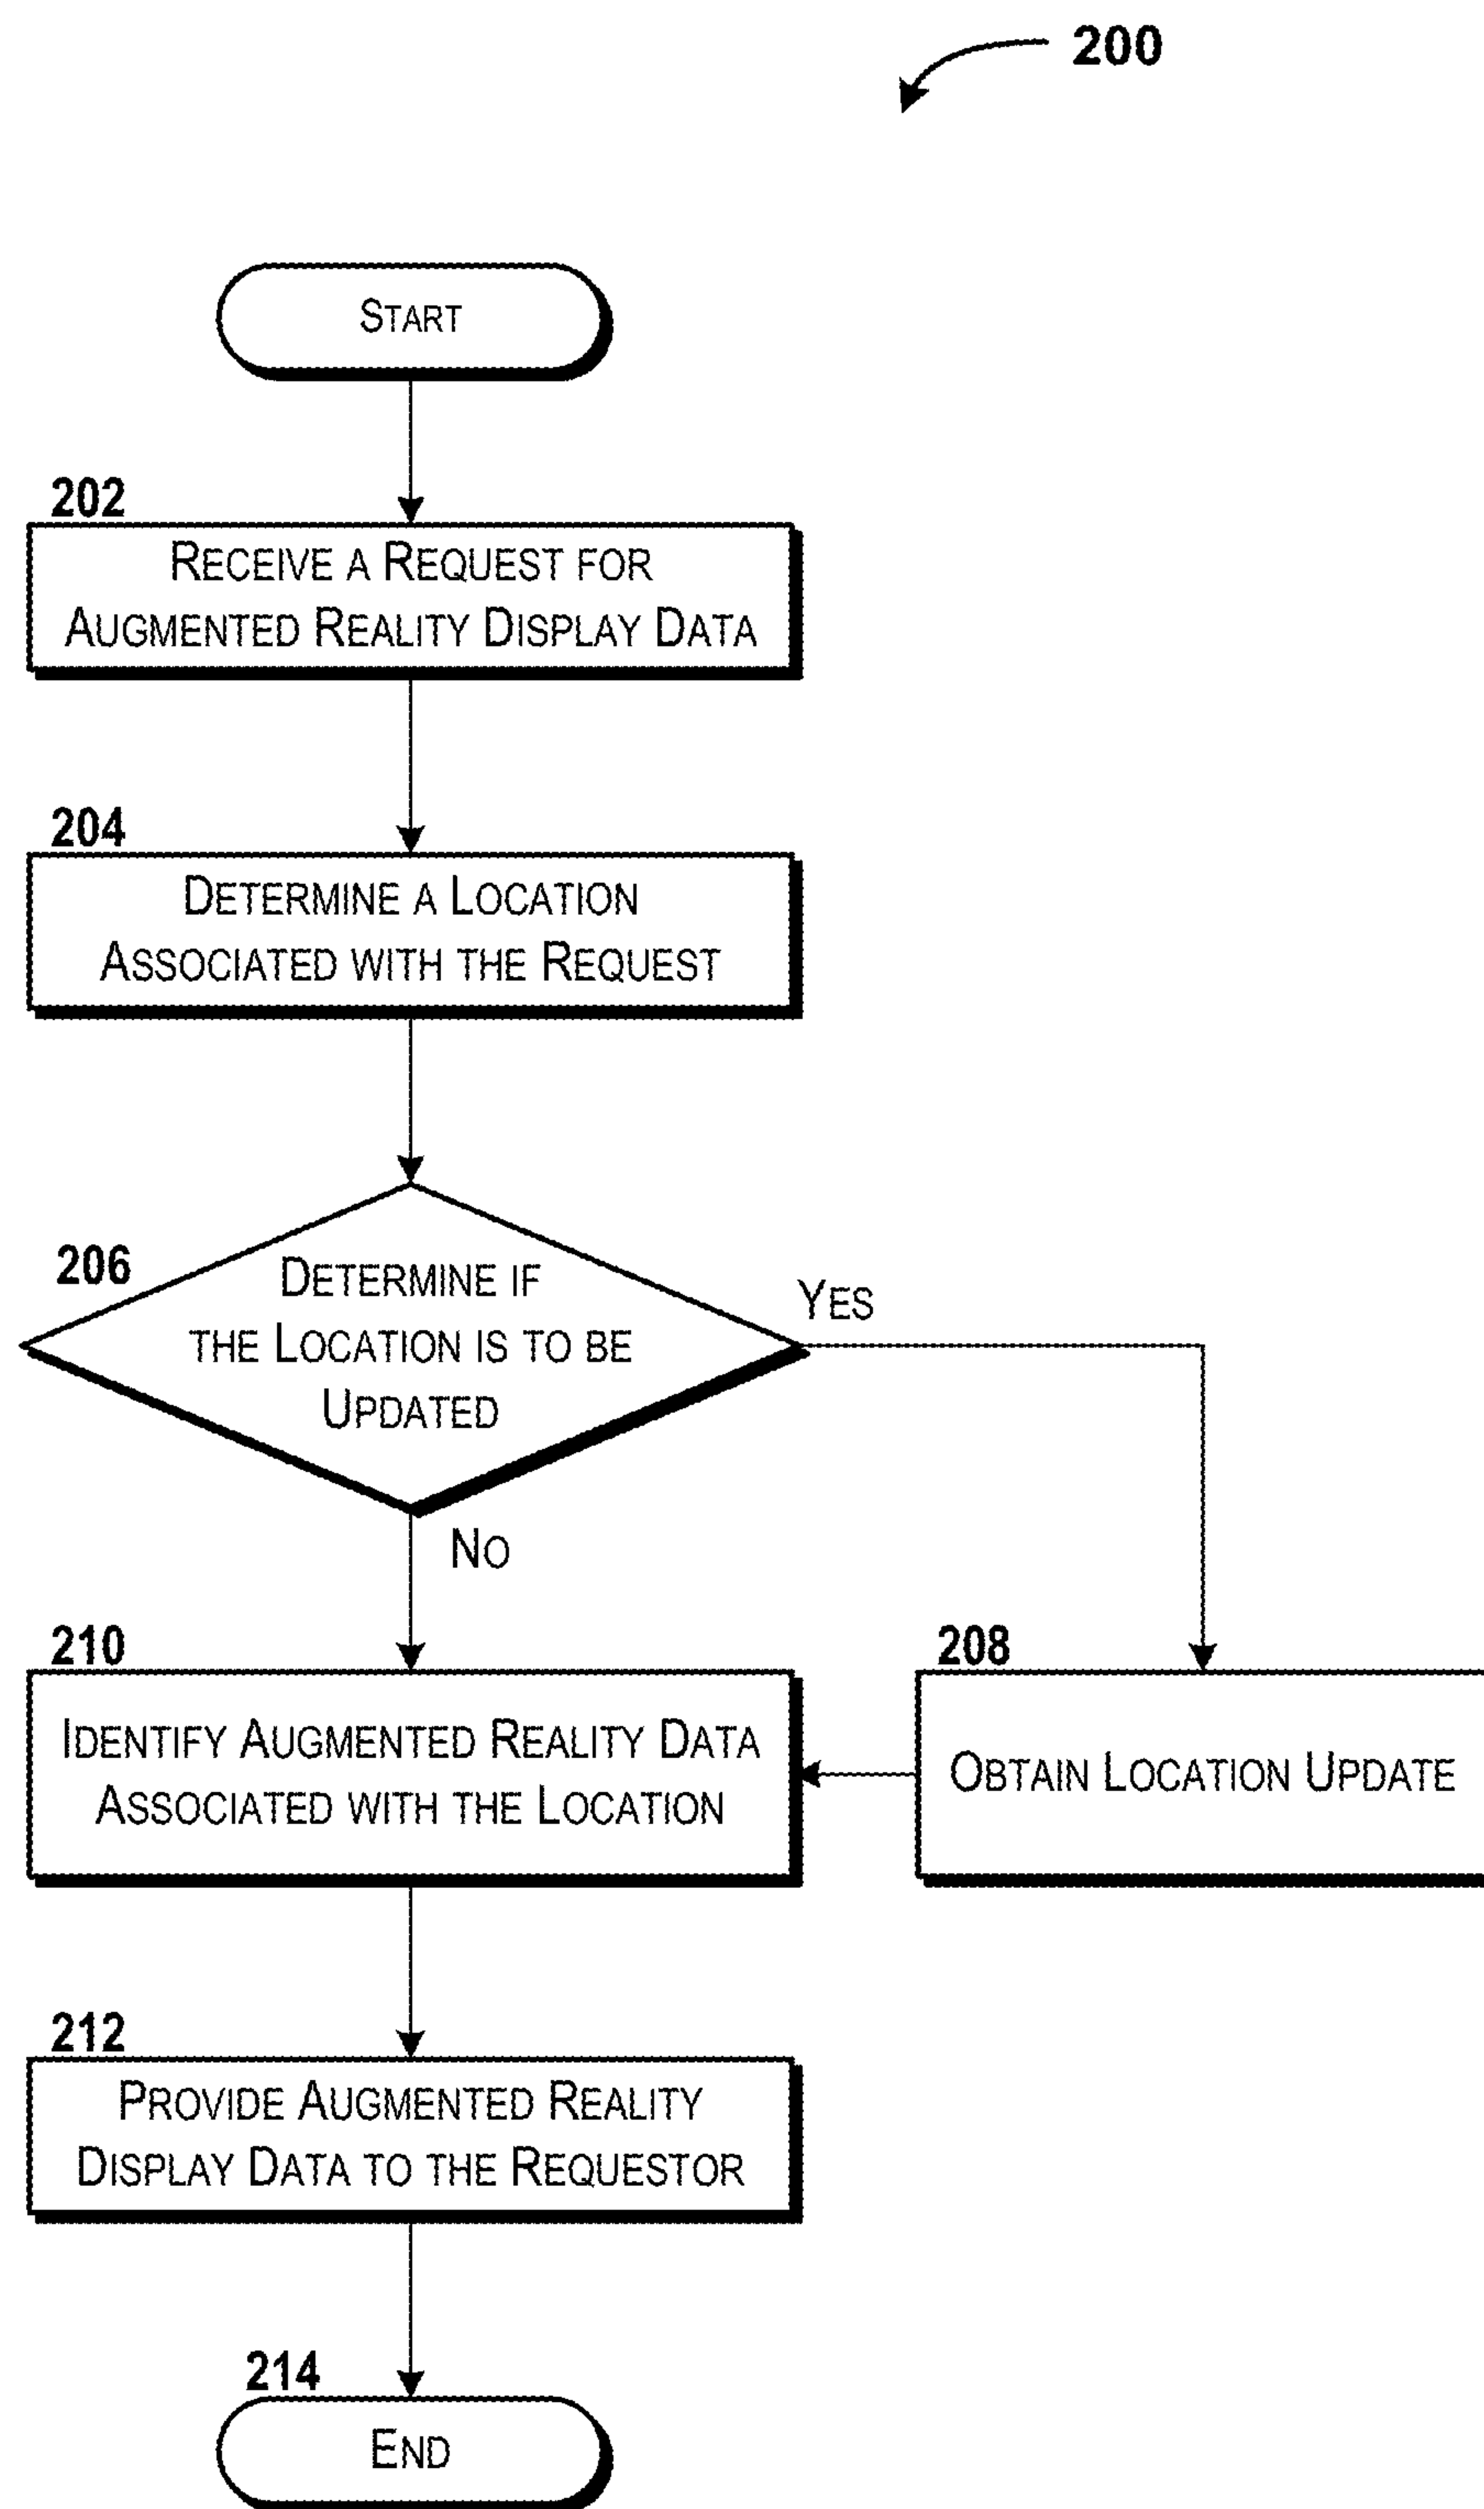 200
START
202
RECEIVE A REQUEST FOR
AUGMENTED REALITY DISPLAY DATA
204
DETERMINE A LOCATION
ASSOCIATED WITH THE REQUEST
206
DETERMINE IF
THE LOCATION IS TO BE
UPDATED
YES
NO
210
IDENTIFY AUGMENTED REALITY DATA
ASSOCIATED WITH THE LOCATION
208
OBTAIN LOCATION UPDATE
212
PROVIDE AUGMENTED REALITY
DISPLAY DATA TO THE REQUESTOR
214
END